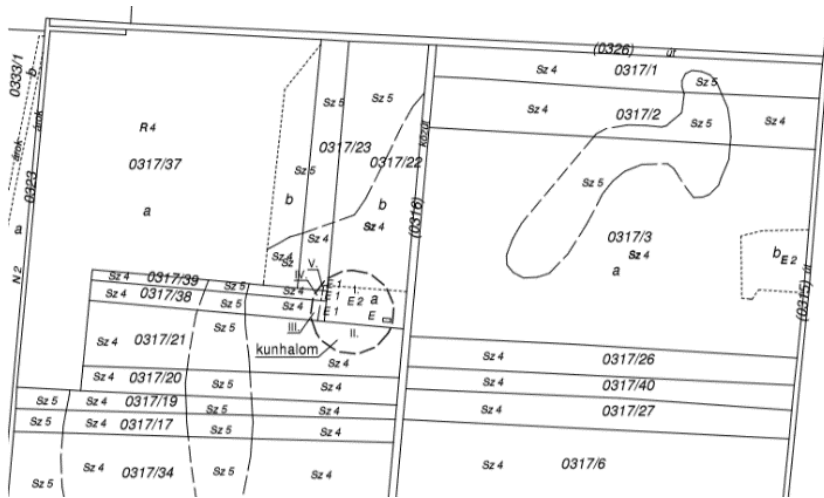 (0326) út
0333/1
b
árok
árok
0323
a
N 2
R 4
0317/37
a
b
Sz 5
Sz 5
Sz 5
0317/23
0317/22
b
Sz 4
Sz 4
Sz 4
közút
(0316)
Sz 4 0317/1 Sz 5
Sz 4 0317/2 Sz 5 Sz 4
Sz 5
0317/3
Sz 4
a
b E 2
(0315) út
Sz 4 0317/39 Sz 5 Sz 4
Sz 4 0317/38 Sz 5 Sz 4
V.
IV.
III.
E 1
E 1
E 1
I.
E 2 a
E
II.
kunhalom
Sz 4 0317/21 Sz 5 Sz 4
Sz 4 0317/20 Sz 5 Sz 4
Sz 5 Sz 4 0317/19 Sz 5 Sz 4
Sz 5 Sz 4 0317/17 Sz 5 Sz 4
Sz 5 Sz 4 0317/34 Sz 5 Sz 4
Sz 4 0317/26
Sz 4 0317/40
Sz 4 0317/27
Sz 4 0317/6